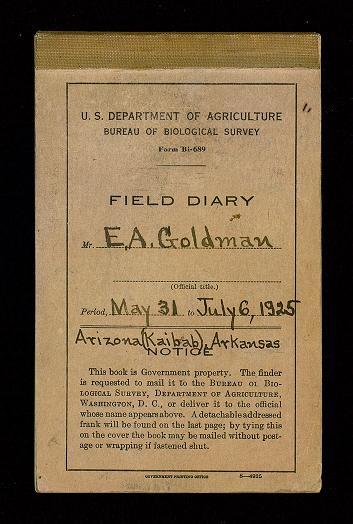 U. S. DEPARTMENT OF AGRICULTURE
BUREAU OF BIOLOGICAL SURVEY
Form Bi-689
FIELD DIARY
Mr. E.A. Goldman
(Official title.)
Period, May 31 to July 6, 1925
Arizona (Kaibab), Arkansas
NOTICE
This book is Government property. The finder
is requested to mail it to the BUREAU OF BIO-
LOGICAL SURVEY, DEPARTMENT OF AGRICULTURE,
WASHINGTON, D. C., or deliver it to the official
whose name appears above. A detachable addressed
frank will be found on the last page; by tying this
on the cover the book may be mailed without post-
age or wrapping if fastened shut.
GOVERNMENT PRINTING OFFICE